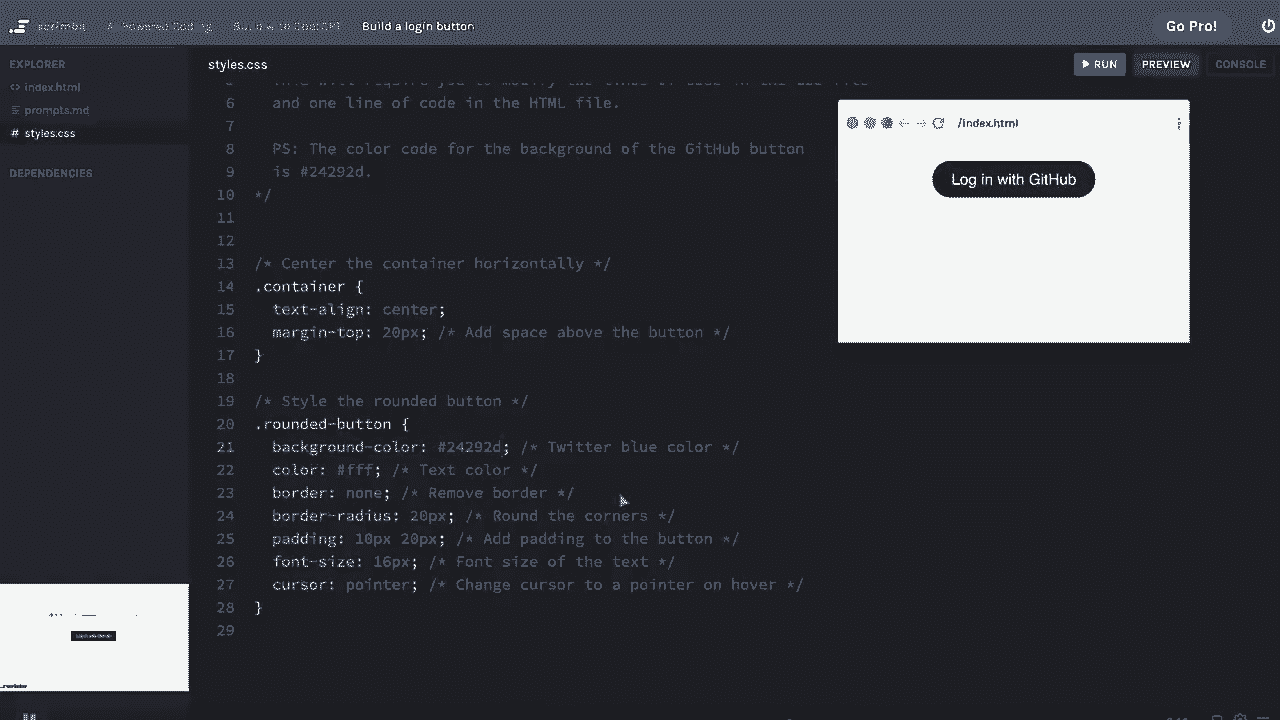 scrimba Powered Coding Build a login button Go Pro!
EXPLORER
index.html
prompts.md
# styles.css
DEPENDENCIES
styles.css
RUN PREVIEW CONSOLE
6 and one line of code in the HTML file.
7
8 PS: The color code for the background of the GitHub button
9 is #24292d.
10 */
11
12
13 /* Center the container horizontally */
14 .container {
15 text-align: center;
16 margin-top: 20px; /* Add space above the button */
17 }
18
19 /* Style the rounded button */
20 .rounded-button {
21 background-color: #24292d; /* Twitter blue color */
22 color: #fff; /* Text color */
23 border: none; /* Remove border */
24 border-radius: 20px; /* Round the corners */
25 padding: 10px 20px; /* Add padding to the button */
26 font-size: 16px; /* Font size of the text */
27 cursor: pointer; /* Change cursor to a pointer on hover */
28 }
29
/index.html
Log in with GitHub